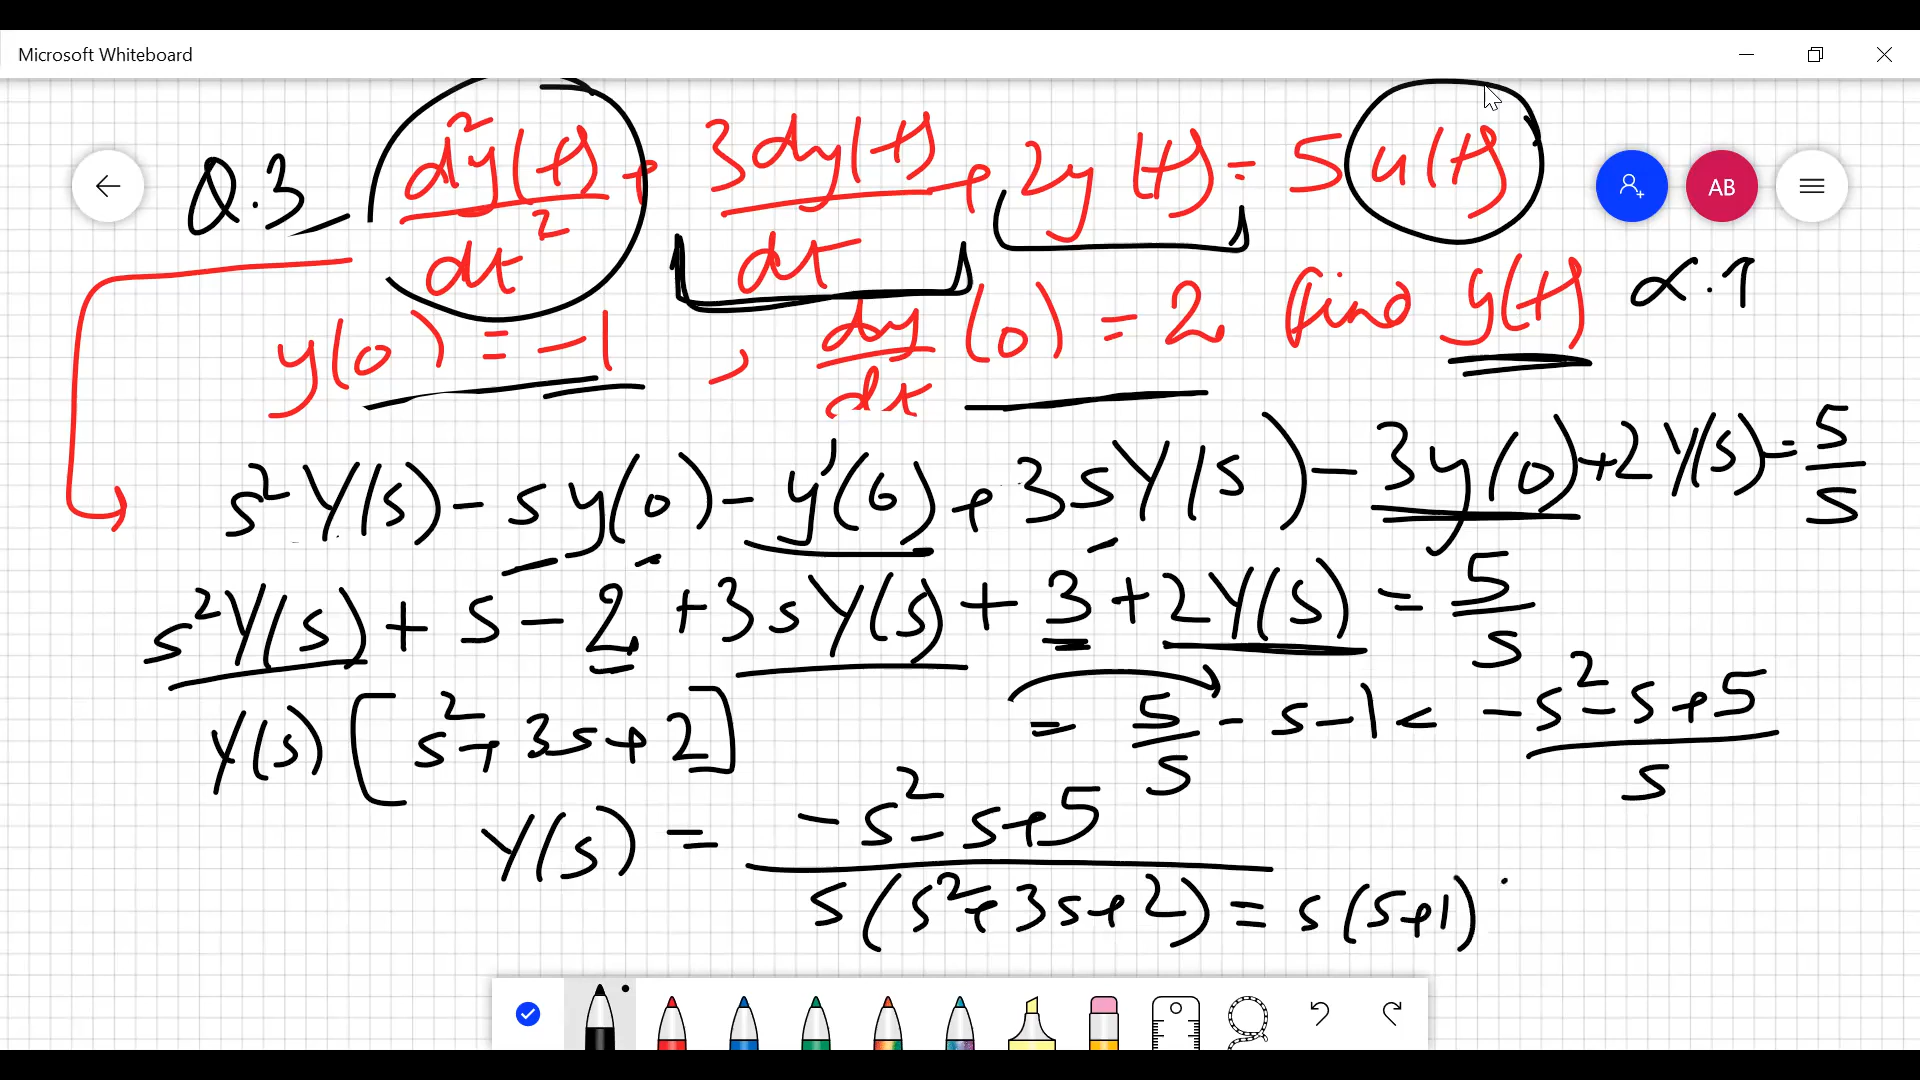 Microsoft Whiteboard
AB
Q.3 d²y(t)/dt² + 3dy(t)/dt + 2y(t) = 5u(t)
y(0) = -1 , dy/dt (0) = 2 find y(t) α.T
s²Y(s) - sy(0) - y'(0) + 3sY(s) - 3y(0) + 2Y(s) = 5/s
s²Y(s) + s - 2 + 3sY(s) + 3 + 2Y(s) = 5/s
Y(s) [s² + 3s + 2] = 5/s - s - 1 = (-s² - s + 5)/s
Y(s) = (-s² - s + 5)/(s(s² + 3s + 2)) = s(s+1)